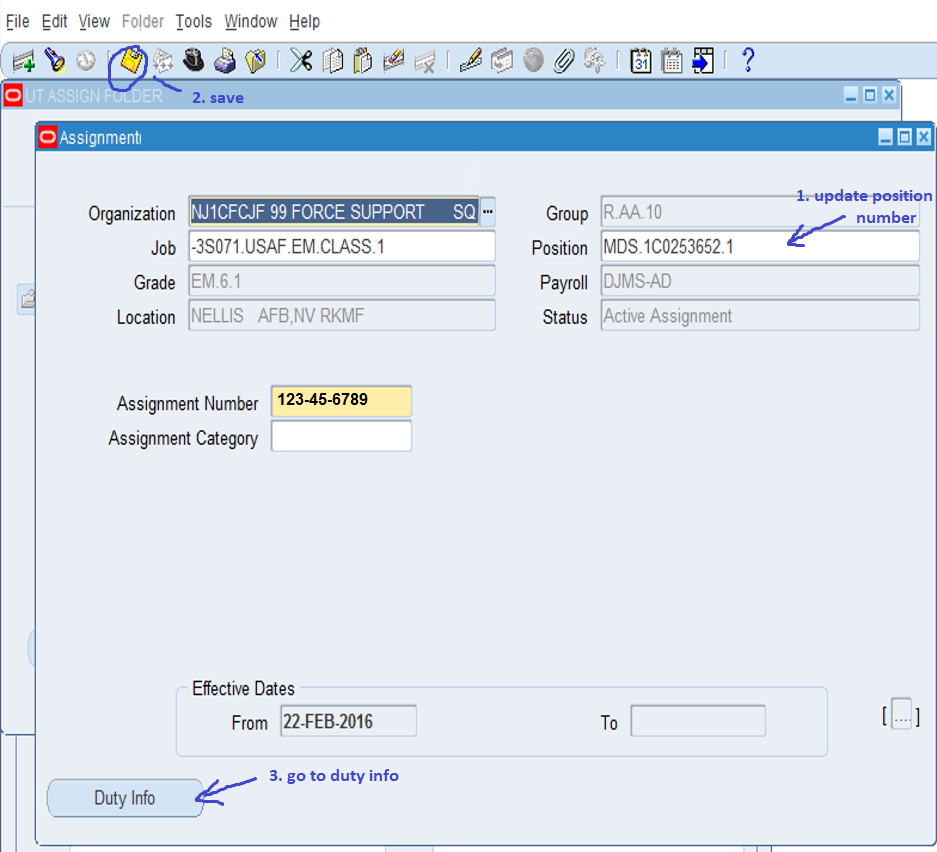 File Edit View Folder Tools Window Help
31
?
2. save
UT ASSIGN FOLDER
Assignment(
1. update position
number
Organization NJ1CFCJF 99 FORCE SUPPORT SQ ... Group R.AA.10
Job -3S071.USAF.EM.CLASS.1 Position MDS.1C0253652.1
Grade EM.6.1 Payroll DJMS-AD
Location NELLIS AFB,NV RKMF Status Active Assignment
Assignment Number 123-45-6789
Assignment Category
Effective Dates
From 22-FEB-2016 To
[....]
3. go to duty info
Duty Info